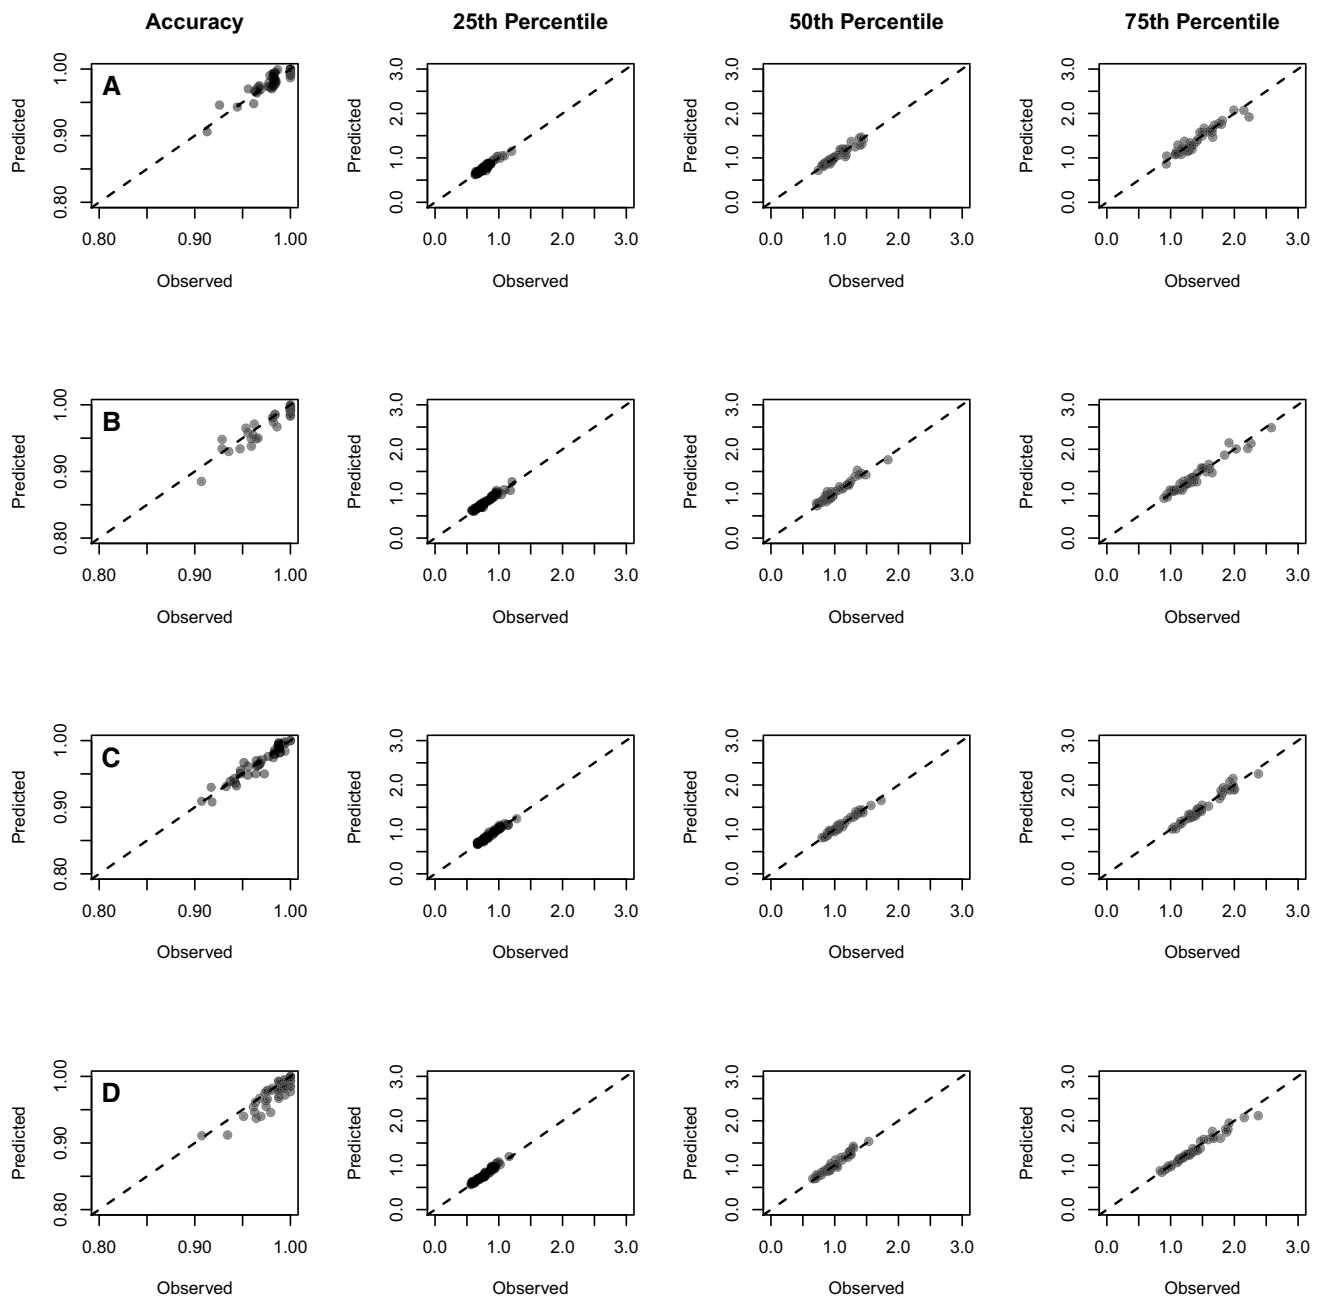 Accuracy 25th Percentile 50th Percentile 75th Percentile
A
Predicted Predicted Predicted Predicted
0.80 0.90 1.00 0.0 1.0 2.0 3.0 0.0 1.0 2.0 3.0 0.0 1.0 2.0 3.0
0.80 0.90 1.00 0.0 1.0 2.0 3.0 0.0 1.0 2.0 3.0 0.0 1.0 2.0 3.0
Observed Observed Observed Observed
B
Predicted Predicted Predicted Predicted
0.80 0.90 1.00 0.0 1.0 2.0 3.0 0.0 1.0 2.0 3.0 0.0 1.0 2.0 3.0
0.80 0.90 1.00 0.0 1.0 2.0 3.0 0.0 1.0 2.0 3.0 0.0 1.0 2.0 3.0
Observed Observed Observed Observed
C
Predicted Predicted Predicted Predicted
0.80 0.90 1.00 0.0 1.0 2.0 3.0 0.0 1.0 2.0 3.0 0.0 1.0 2.0 3.0
0.80 0.90 1.00 0.0 1.0 2.0 3.0 0.0 1.0 2.0 3.0 0.0 1.0 2.0 3.0
Observed Observed Observed Observed
D
Predicted Predicted Predicted Predicted
0.80 0.90 1.00 0.0 1.0 2.0 3.0 0.0 1.0 2.0 3.0 0.0 1.0 2.0 3.0
0.80 0.90 1.00 0.0 1.0 2.0 3.0 0.0 1.0 2.0 3.0 0.0 1.0 2.0 3.0
Observed Observed Observed Observed